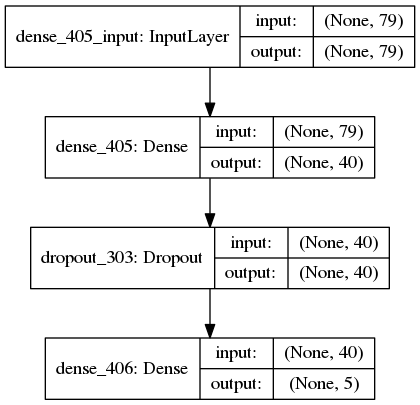 dense_405_input: InputLayer
input: (None, 79)
output: (None, 79)
dense_405: Dense
input: (None, 79)
output: (None, 40)
dropout_303: Dropout
input: (None, 40)
output: (None, 40)
dense_406: Dense
input: (None, 40)
output: (None, 5)